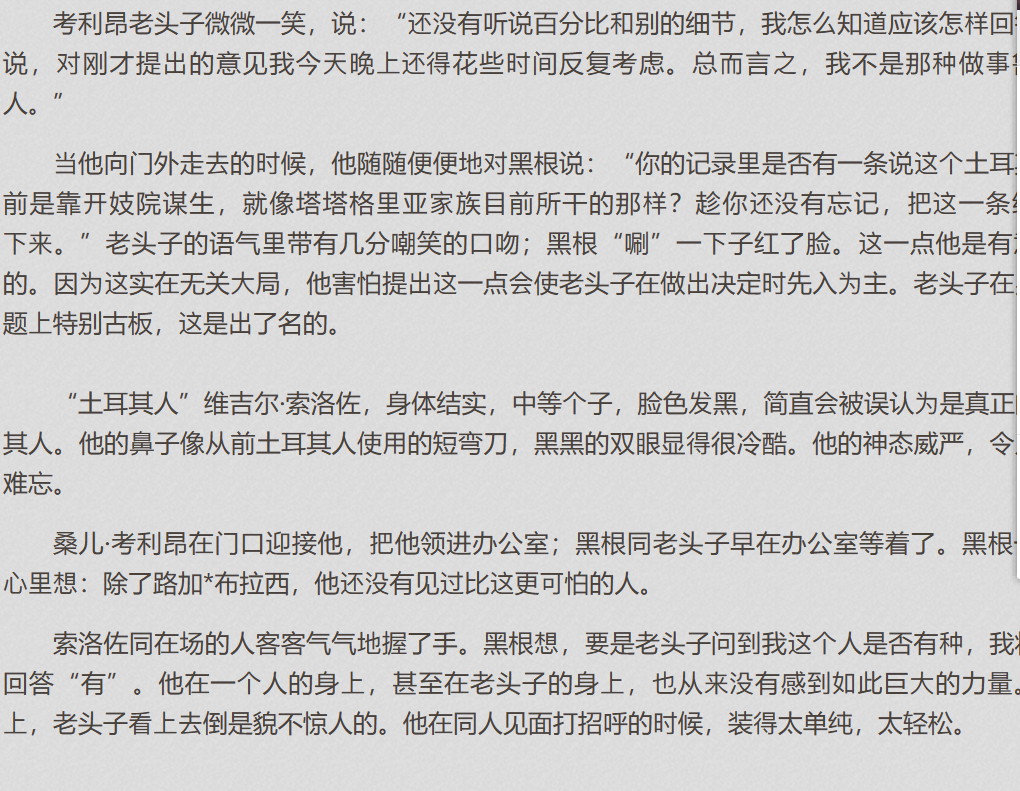 考利昂老头子微微一笑，说：“还没有听说百分比和别的细节，我怎么知道应该怎样回
说，对刚才提出的意见我今天晚上还得花些时间反复考虑。总而言之，我不是那种做事
人。”
当他向门外走去的时候，他随随便便地对黑根说：“你的记录里是否有一条说这个土耳
前是靠开妓院谋生，就像塔塔格里亚家族目前所干的那样？趁你还没有忘记，把这一条
下来。”老头子的语气里带有几分嘲笑的口吻；黑根“唰”一下子红了脸。这一点他是有
的。因为这实在无关大局，他害怕提出这一点会使老头子在做出决定时先入为主。老头子在
题上特别古板，这是出了名的。
“土耳其人”维吉尔·索洛佐，身体结实，中等个子，脸色发黑，简直会被误认为是真正
其人。他的鼻子像从前土耳其人使用的短弯刀，黑黑的双眼显得很冷酷。他的神态威严，令
难忘。
桑儿·考利昂在门口迎接他，把他领进办公室；黑根同老头子早在办公室等着了。黑根
心里想：除了路加*布拉西，他还没有见过比这更可怕的人。
索洛佐同在场的人客客气气地握了手。黑根想，要是老头子问到我这个人是否有种，我
回答“有”。他在一个人的身上，甚至在老头子的身上，也从来没有感到如此巨大的力量。
上，老头子看上去倒是貌不惊人的。他在同人见面打招呼的时候，装得太单纯，太轻松。